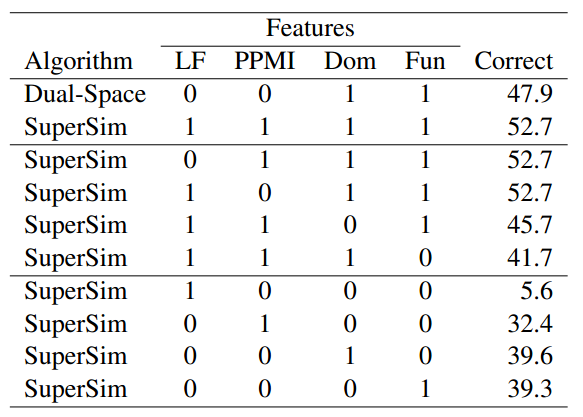 Features
Algorithm LF PPMI Dom Fun Correct
Dual-Space 0 0 1 1 47.9
SuperSim 1 1 1 1 52.7
SuperSim 0 1 1 1 52.7
SuperSim 1 0 1 1 52.7
SuperSim 1 1 0 1 45.7
SuperSim 1 1 1 0 41.7
SuperSim 1 0 0 0 5.6
SuperSim 0 1 0 0 32.4
SuperSim 0 0 1 0 39.6
SuperSim 0 0 0 1 39.3